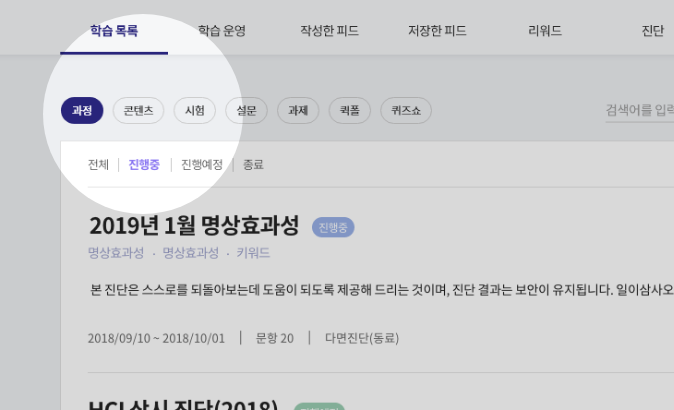 학습 목록 학습 운영 작성한 피드 저장한 피드 리워드 진단
과정 콘텐츠 시험 설문 과제 퀵폴 퀴즈쇼 검색어를 입력
전체 | 진행중 | 진행예정 | 종료
2019년 1월 명상효과성 진행중
명상효과성 · 명상효과성 · 키워드
본 진단은 스스로를 되돌아보는데 도움이 되도록 제공해 드리는 것이며, 진단 결과는 보안이 유지됩니다. 일이삼사오
2018/09/10 ~ 2018/10/01 | 문항 20 | 다면진단(동료)
상시 진단(2018)